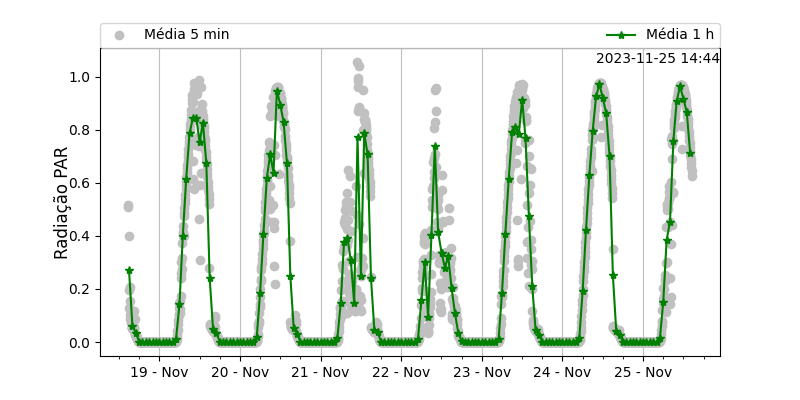 Média 5 min
Média 1 h
2023-11-25 14:44
Radiação PAR
1.0
0.8
0.6
0.4
0.2
0.0
19 - Nov
20 - Nov
21 - Nov
22 - Nov
23 - Nov
24 - Nov
25 - Nov